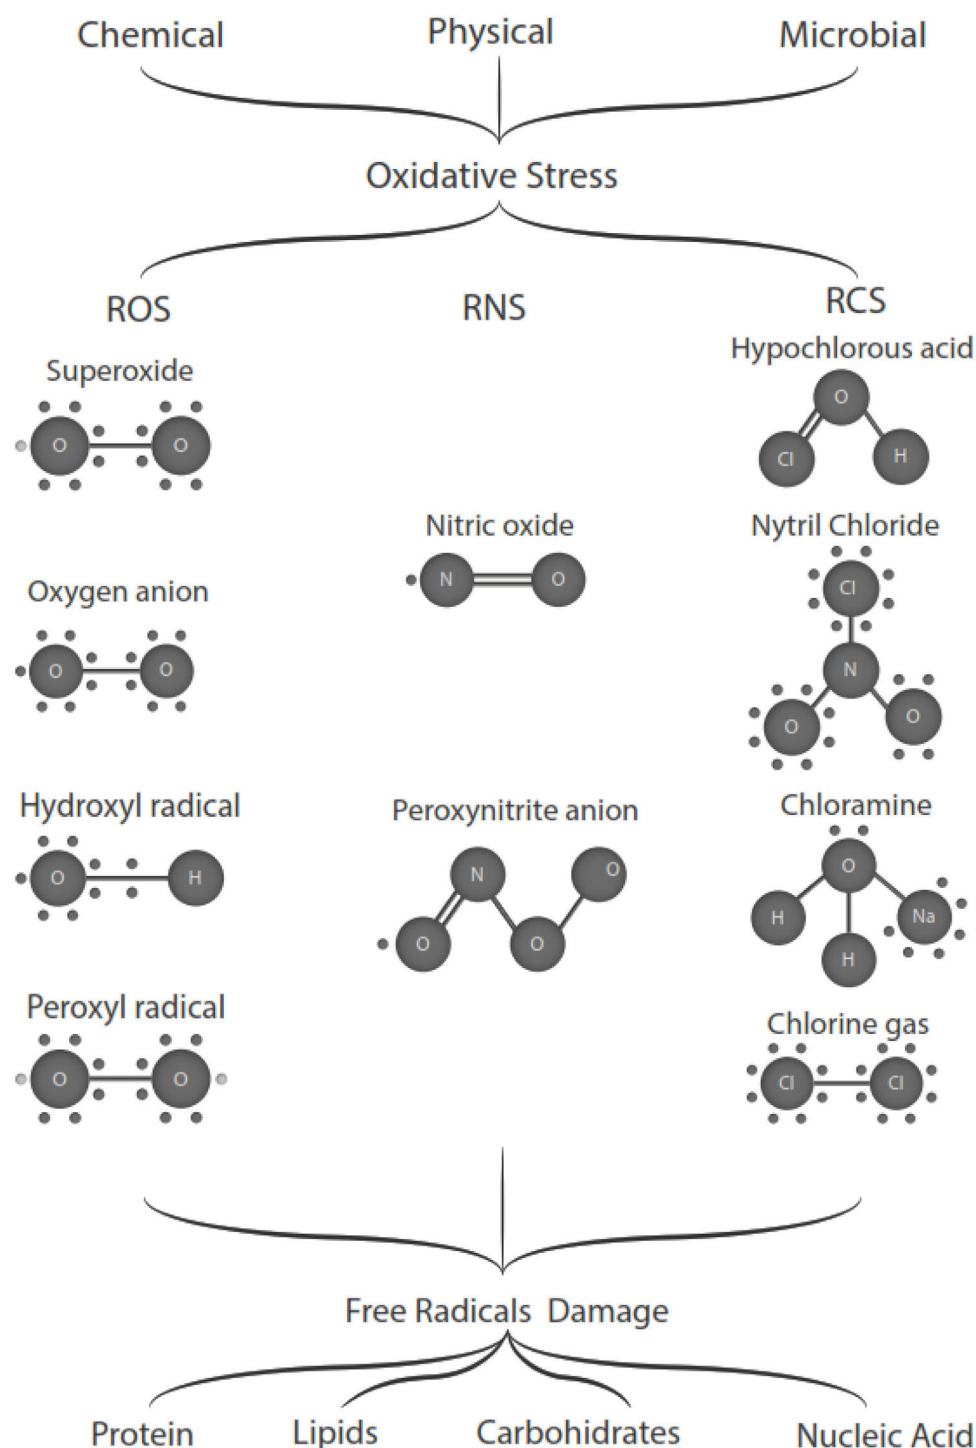 Chemical
Physical
Microbial
Oxidative Stress
ROS
RNS
RCS
Superoxide
O
O
Oxygen anion
O
O
Hydroxyl radical
O
H
Peroxyl radical
O
O
Nitric oxide
N
O
Peroxynitrite anion
N
O
O
O
Hypochlorous acid
O
Cl
H
Nytril Chloride
Cl
N
O
O
Chloramine
O
H
Na
H
Chlorine gas
Cl
Cl
Free Radicals Damage
Protein
Lipids
Carbohidrates
Nucleic Acid